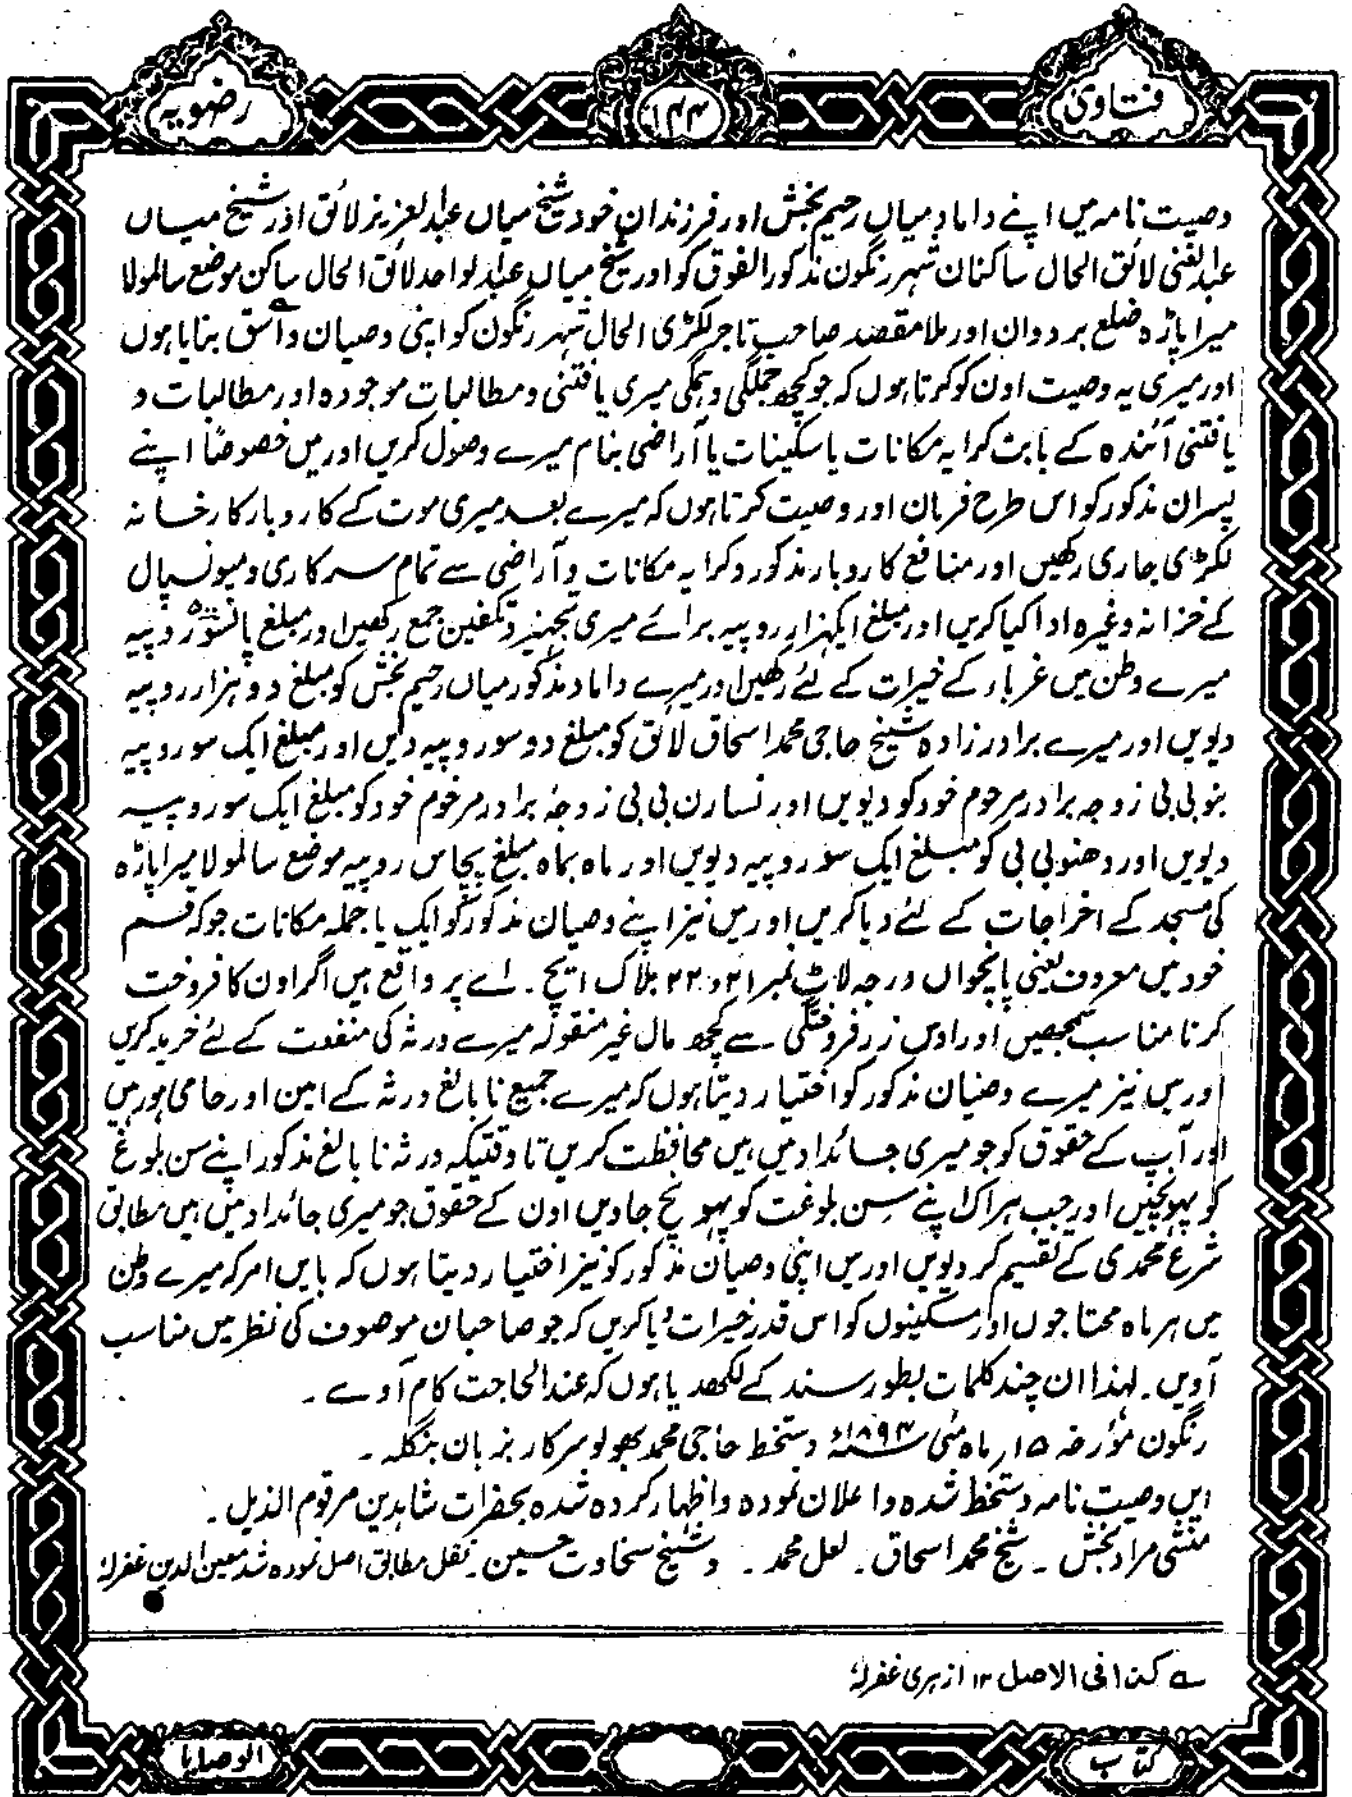 فتاوی
۱۴۴
رضویہ
وصیت نامہ میں اپنے داماد میاں رحیم بخش اور فرزندان خود شیخ میاں عبدالعزیز لائق اور شیخ میاں
عبدالغنی لائق الحال ساکنان شہر رنگون مذکور الفوق کو اور شیخ میاں عبدالواحد لائق الحال ساکن موضع سالمولا
میرا پاڑہ ضلع بردوان اور ملا مقصد صاحب تاجر لکڑی الحال شہر رنگون کو اپنی وصیان واسق ؎ بنایا ہوں
اور میری یہ وصیت اون کو کرتا ہوں کہ جو کچھ جملگی و ہمگی میری یافتنی و مطالبات موجودہ اور مطالبات و
یافتنی آئندہ کے بابت کرایہ مکانات یا سکینات یا آراضی بنام میرے وصول کریں اور میں خصوصًا اپنے
پسران مذکور کو اس طرح فرمان اور وصیت کرتا ہوں کہ میرے بعد میری موت کے کاروبار کارخانہ
لکڑی جاری رکھیں اور منافع کاروبار مذکور و کرایہ مکانات و آراضی سے تمام سرکاری و میونسپال
کے خزانہ وغیرہ ادا کیا کریں اور مبلغ ایکہزار روپیہ برائے میری تجہیز و تکفین جمع رکھیں اور مبلغ پانسو ۵۰۰ روپیہ
میرے وطن میں غرباء کے خیرات کے لئے رکھیں اور میرے داماد مذکور میاں رحیم بخش کو مبلغ دو ہزار روپیہ
دیویں اور میرے برادر زادہ شیخ حاجی محمد اسحاق لائق کو مبلغ دو سو روپیہ دیں اور مبلغ ایک سو روپیہ
بنو بی بی زوجہ برادر مرحوم خود کو دیویں اور نسارن بی بی زوجۂ برادر مرحوم خود کو مبلغ ایک سو روپیہ
دیویں اور دھنو بی بی کو مبلغ ایک سو روپیہ دیویں اور ماہ بماہ مبلغ پچاس روپیہ موضع سالمولا میرا پاڑہ
کی مسجد کے اخراجات کے لئے دیا کریں اور میں نیز اپنے وصیان مذکور کو ایک یا جملہ مکانات جو کہ قسم
خود میں معروف یعنی پانچواں ورجہ لاٹ نمبر ۲۱ و ۲۲ بلاک ایچ ۔ اے پر واقع ہیں اگر اون کا فروخت
کرنا مناسب سمجھیں اور اوس زر فروختگی سے کچھ مال غیر منقولہ میرے ورثہ کی منفعت کے لئے خرید کریں
اور میں نیز میرے وصیان مذکور کو اختیار دیتا ہوں کہ میرے جمیع نابالغ ورثہ کے امین اور حامی ہو رہیں
اور آپ کے حقوق کو جو میری جائداد میں ہیں محافظت کریں تا وقتیکہ ورثہ نابالغ مذکور اپنے سن بلوغ
کو پہونچیں اور جب ہر اک اپنے سن بلوغت کو پہونچ جاویں اون کے حقوق جو میری جائداد میں ہیں مطابق
شرع محمدی کے تقسیم کر دیویں اور میں اپنی وصیان مذکور کو نیز اختیار دیتا ہوں کہ بایں امر کہ میرے وطن
میں ہر ماہ محتاجوں اور مسکینوں کو اس قدر خیرات دیا کریں کہ جو صاحبان موصوف کی نظر میں مناسب
آویں ۔ لہذا ان چند کلمات بطور سند کے لکھدیا ہوں کہ عند الحاجت کام آوے ۔
رنگون مؤرخہ ۱۵ ر ماہ مئی ۱۸۹۴ء دستخط حاجی محمد بھولو سرکار بزبان بنگلہ ۔
ایں وصیت نامہ دستخط شدہ و اعلان نمودہ و اظہار کردہ شدہ بحضرات شاہدین مرقوم الذیل ۔
منشی مراد بخش ۔ شیخ محمد اسحاق ۔ لعل محمد ۔ و شیخ سخاوت حسین ۔ نقل مطابق اصل نمودہ شد معین الدین غفرلہٗ
؎ کذا فی الاصل ۱۲ ازہری غفرلہٗ
کتاب
الوصایا